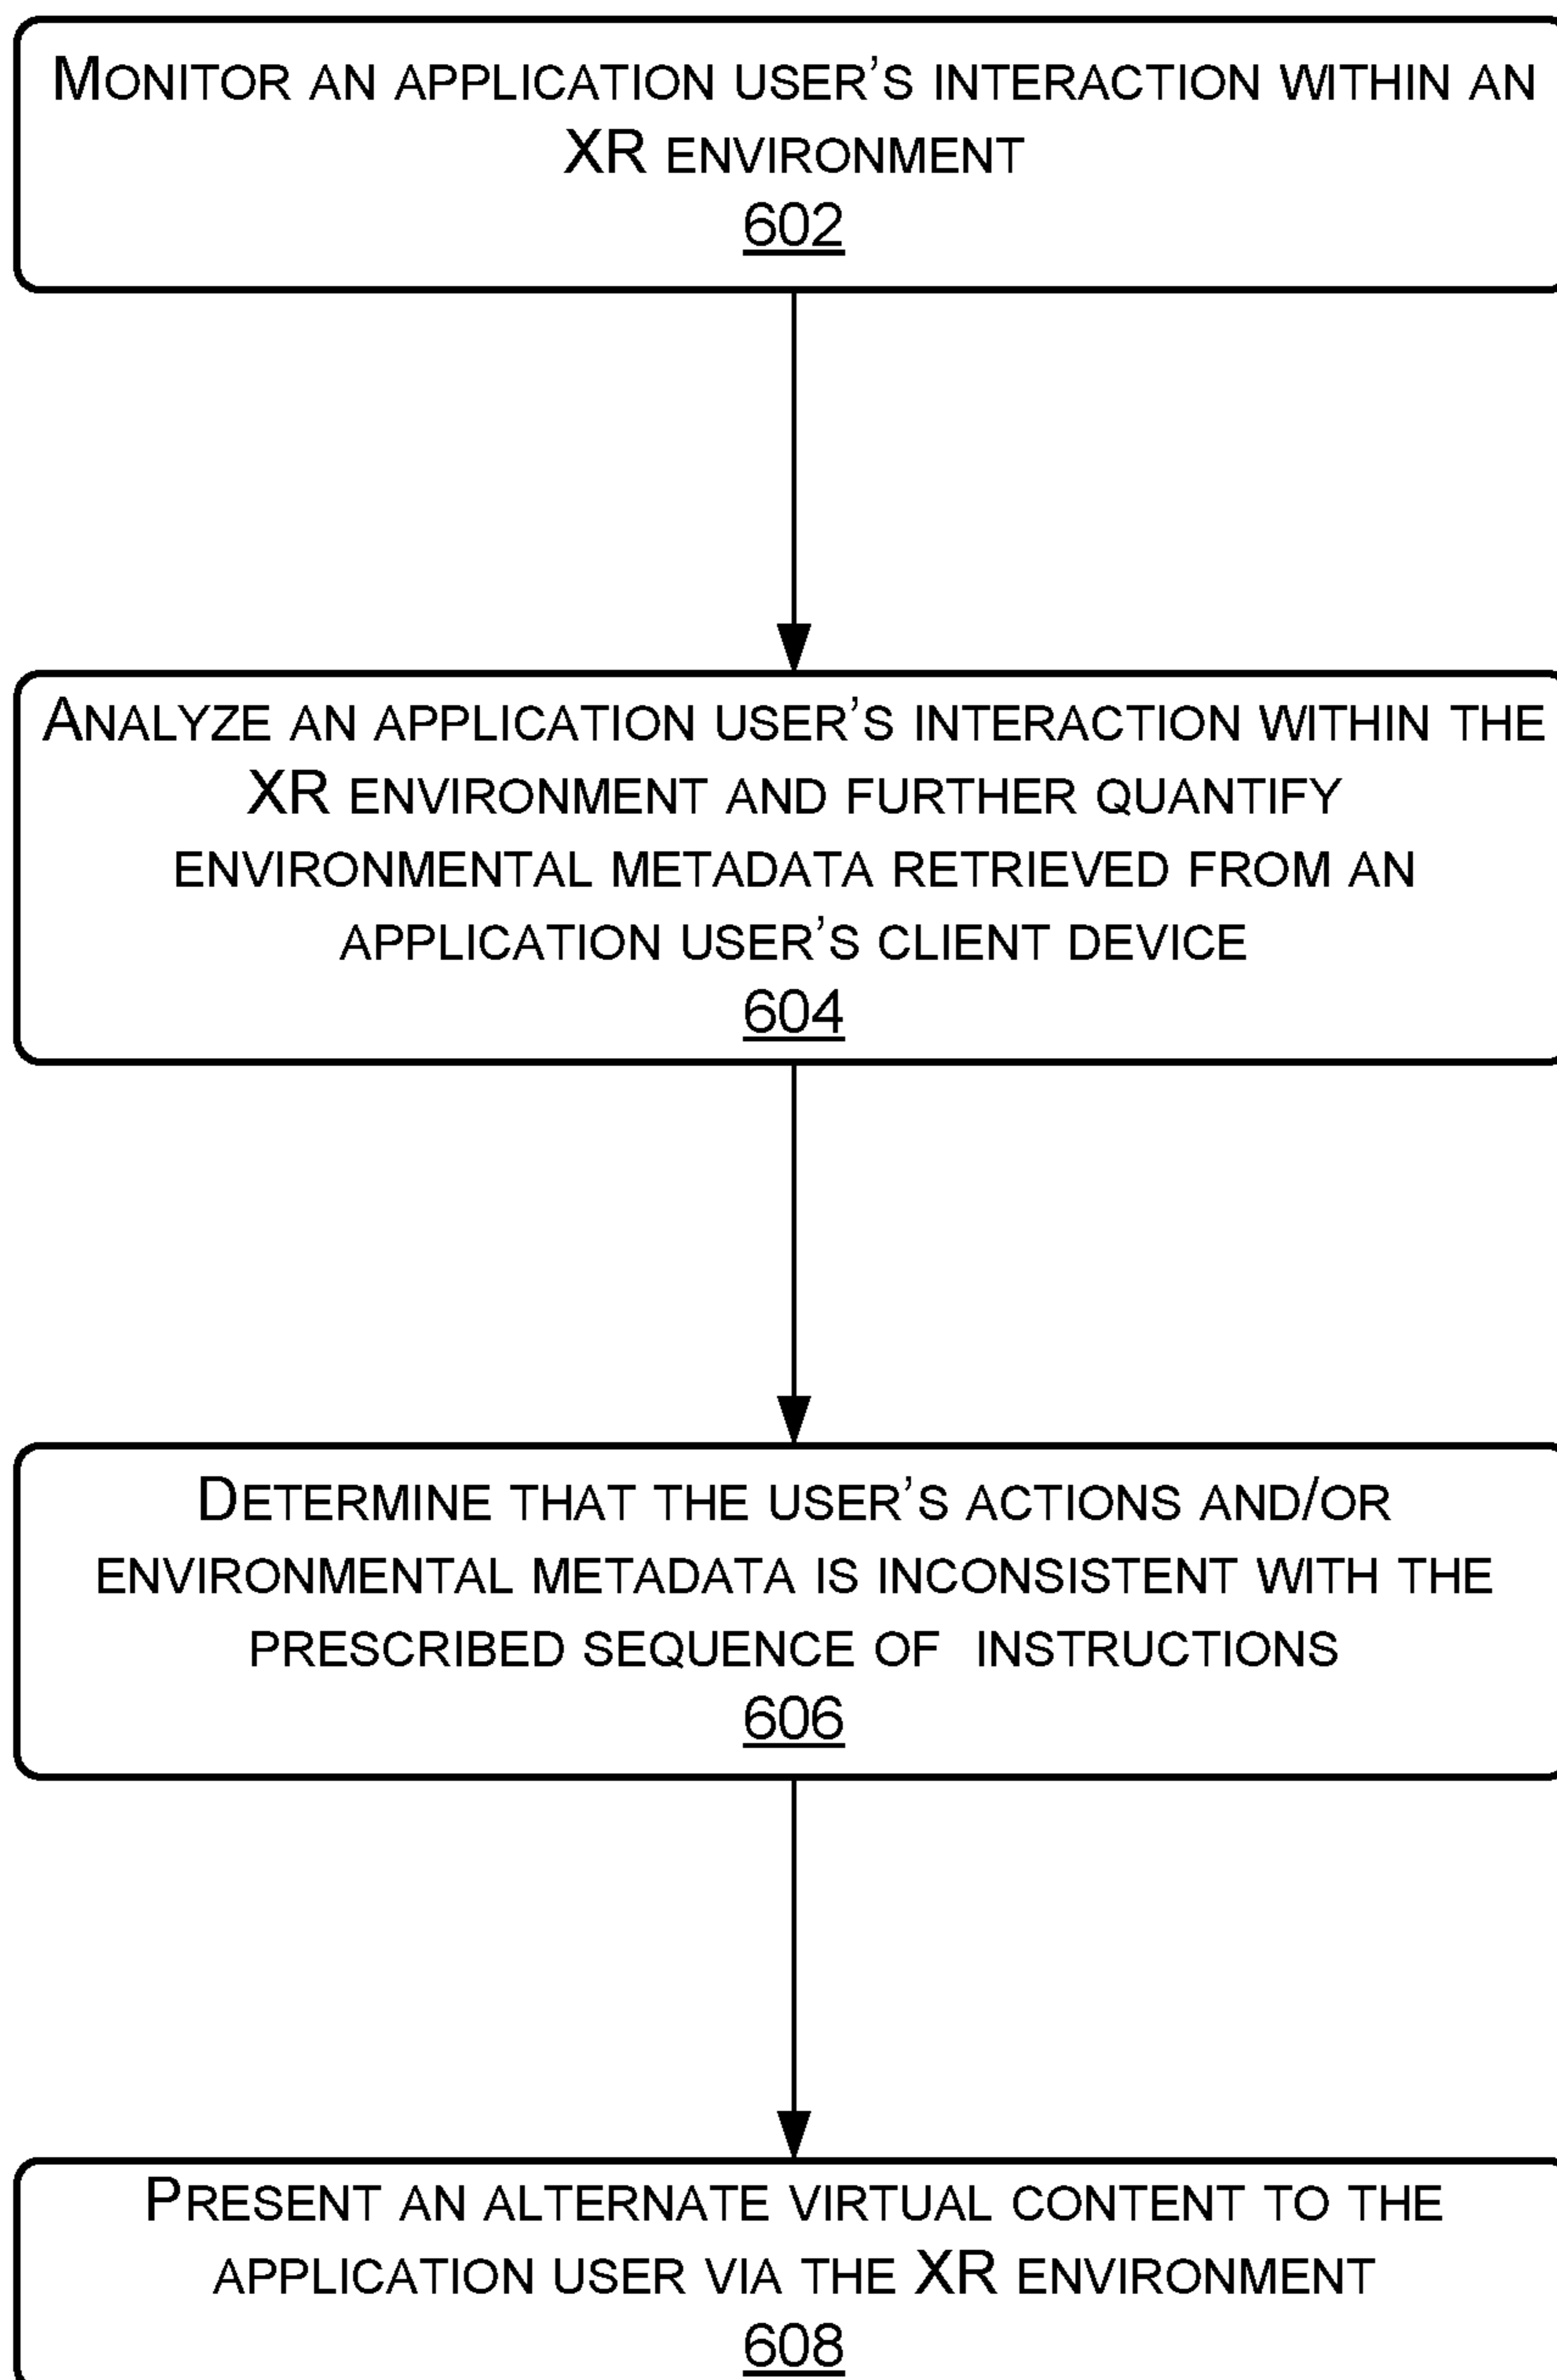 MONITOR AN APPLICATION USER’S INTERACTION WITHIN AN
XR ENVIRONMENT
602
ANALYZE AN APPLICATION USER’S INTERACTION WITHIN THE
XR ENVIRONMENT AND FURTHER QUANTIFY
ENVIRONMENTAL METADATA RETRIEVED FROM AN
APPLICATION USER’S CLIENT DEVICE
604
DETERMINE THAT THE USER’S ACTIONS AND/OR
ENVIRONMENTAL METADATA IS INCONSISTENT WITH THE
PRESCRIBED SEQUENCE OF INSTRUCTIONS
606
PRESENT AN ALTERNATE VIRTUAL CONTENT TO THE
APPLICATION USER VIA THE XR ENVIRONMENT
608